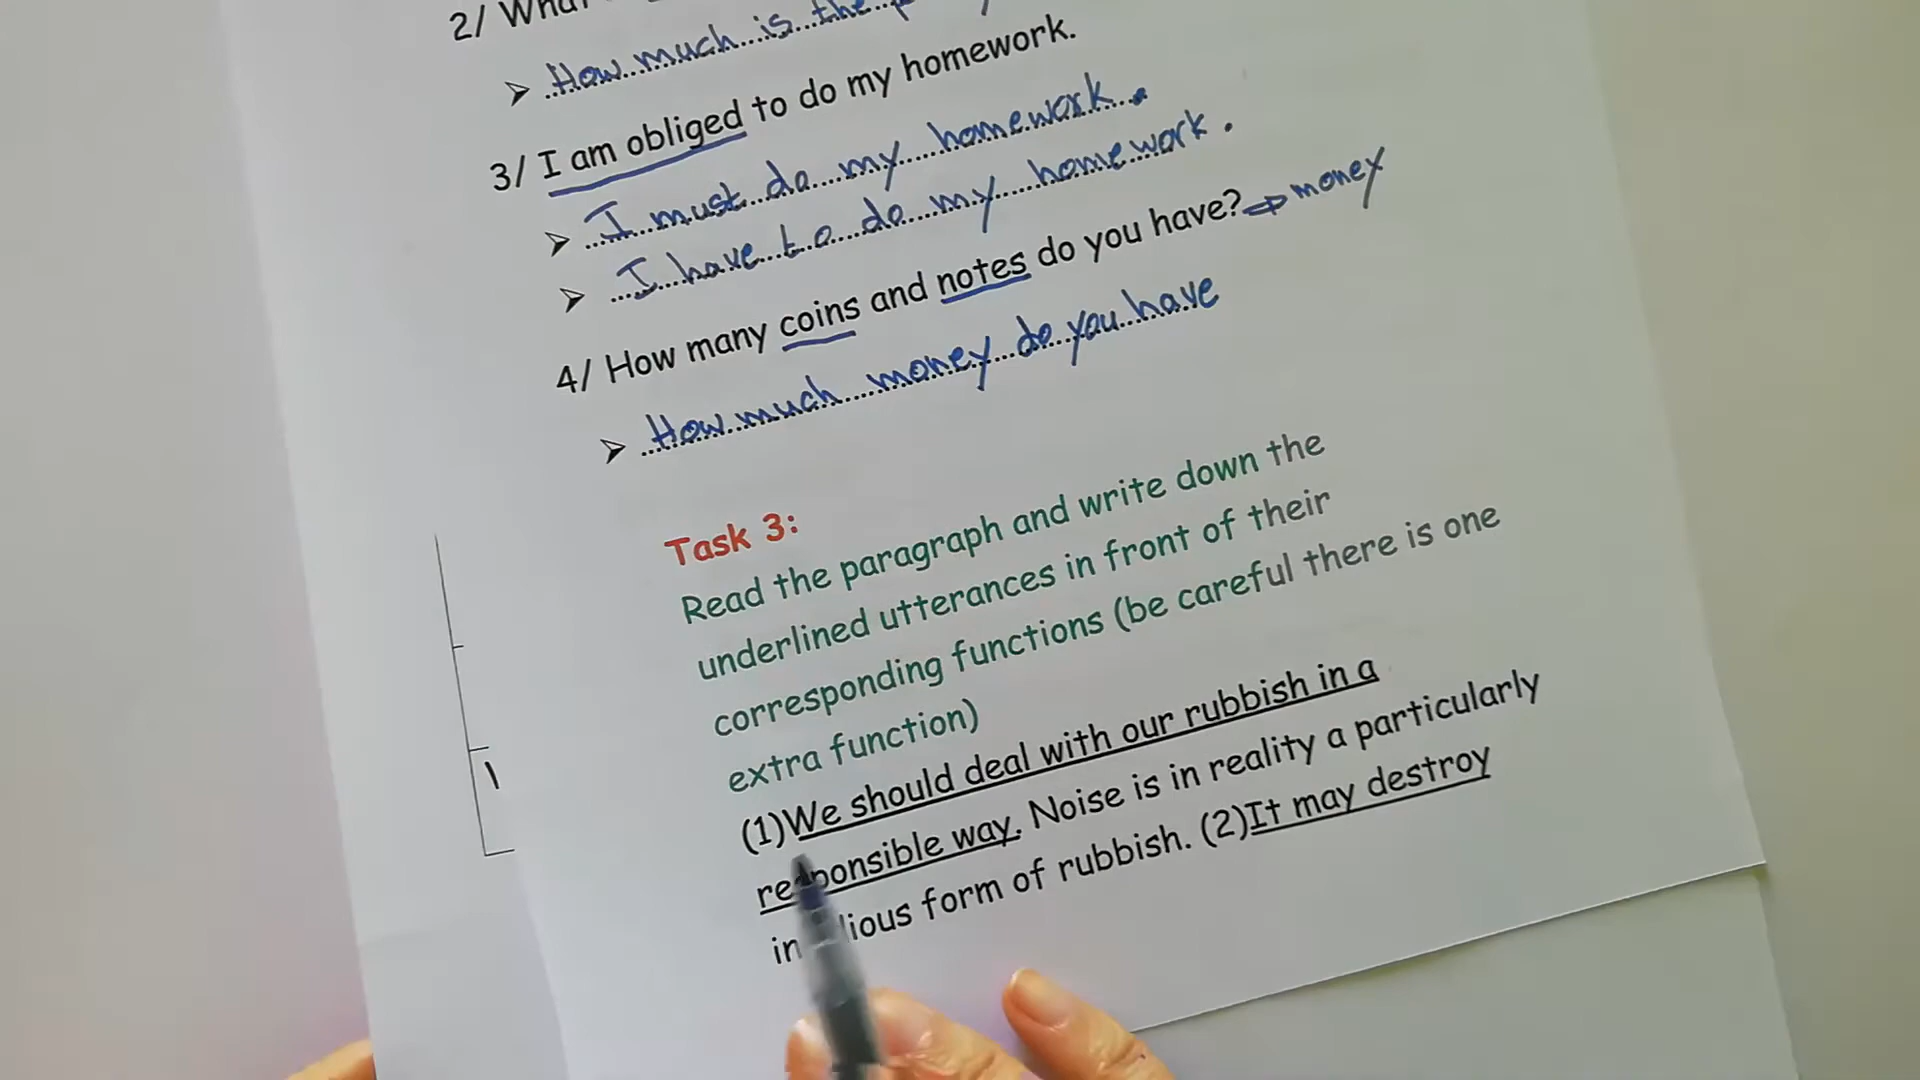 2/ What
How much is the
3/ I am obliged to do my homework.
I must do my homework.
I have to do my homework.
4/ How many coins and notes do you have? ⇒ money
How much money do you have
Task 3:
Read the paragraph and write down the
underlined utterances in front of their
corresponding functions (be careful there is one
extra function)
(1)We should deal with our rubbish in a
responsible way. Noise is in reality a particularly
form of rubbish. (2)It may destroy